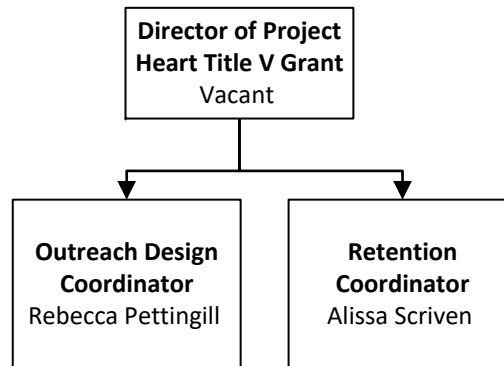 Director of Project
Heart Title V Grant
Vacant
Outreach Design
Coordinator
Rebecca Pettingill
Retention
Coordinator
Alissa Scriven